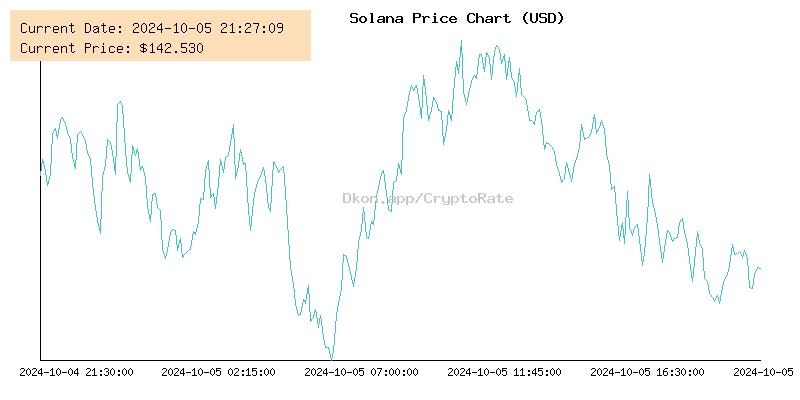 Solana Price Chart (USD)
Current Date: 2024-10-05 21:27:09
Current Price: $142.530
Dkon.app/CryptoRate
2024-10-04 21:30:00 2024-10-05 02:15:00 2024-10-05 07:00:00 2024-10-05 11:45:00 2024-10-05 16:30:00 2024-10-05